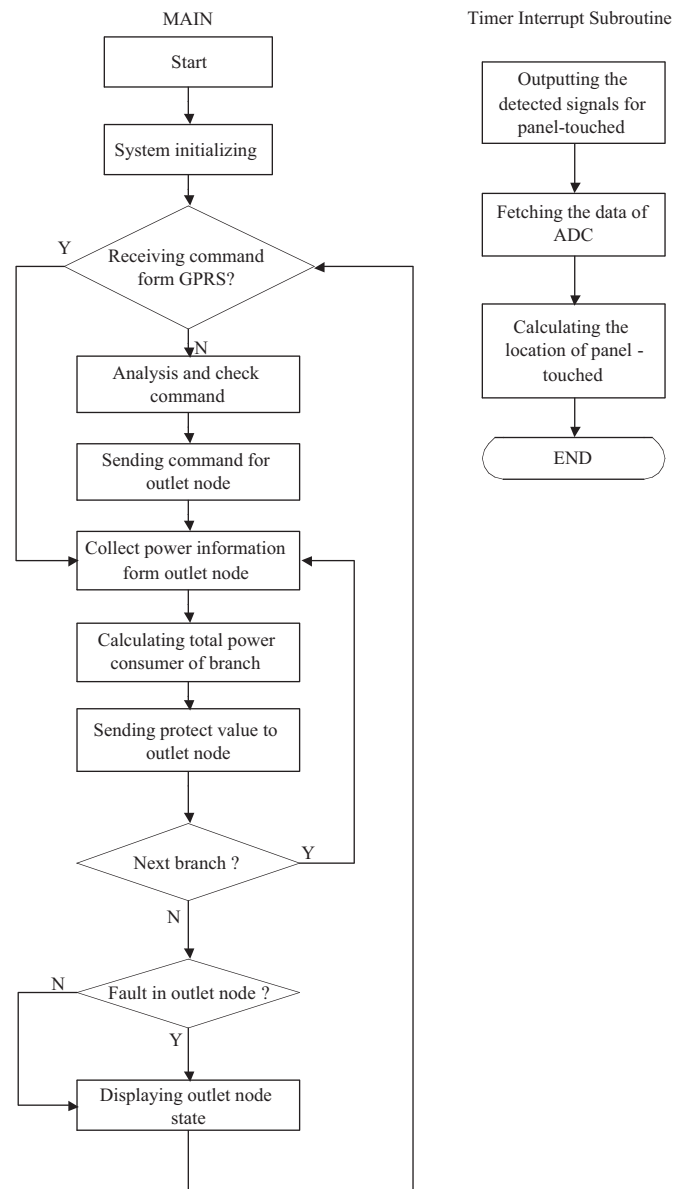 MAIN
Start
System initializing
Y
Receiving command
form GPRS?
N
Analysis and check
command
Sending command for
outlet node
Collect power information
form outlet node
Calculating total power
consumer of branch
Sending protect value to
outlet node
Next branch ?
Y
N
Fault in outlet node ?
N
Y
Displaying outlet node
state
Timer Interrupt Subroutine
Outputting the
detected signals for
panel-touched
Fetching the data of
ADC
Calculating the
location of panel -
touched
END